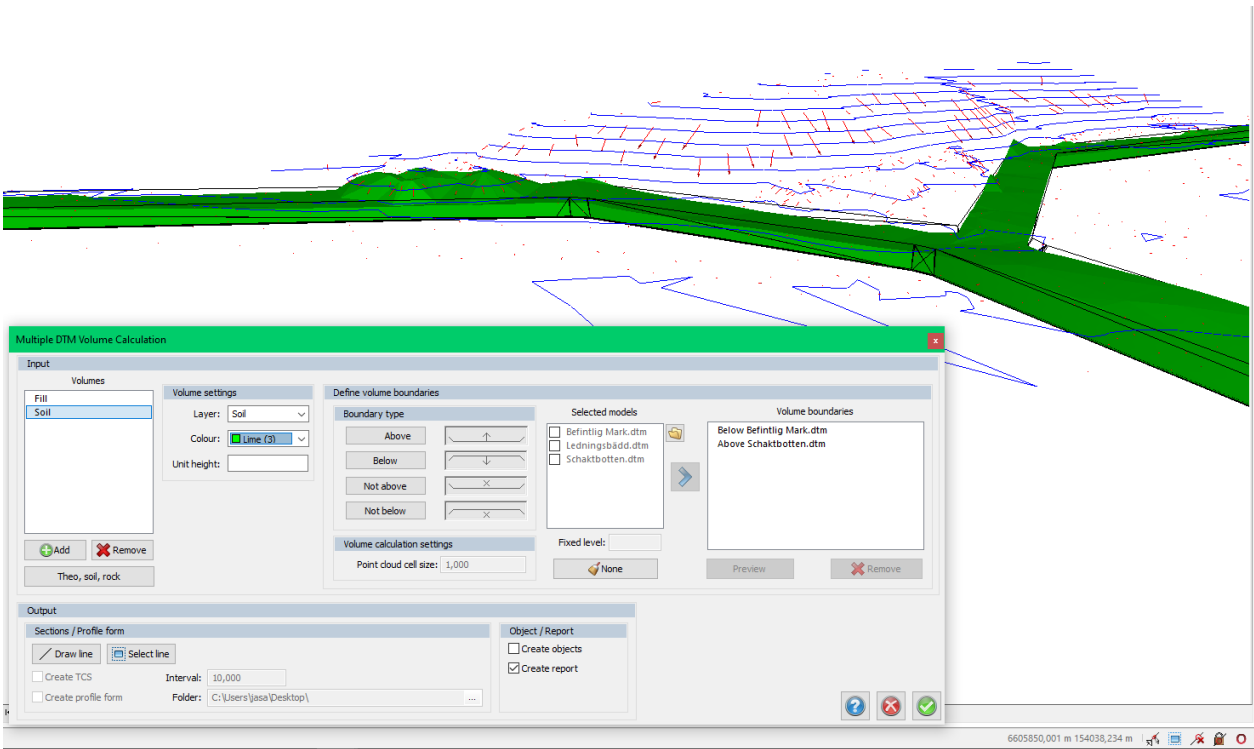 Multiple DTM Volume Calculation
x
Input
Volumes
Fill
Soil
Add
Remove
Theo, soil, rock
Volume settings
Layer: Soil
Colour: Lime (3)
Unit height:
Define volume boundaries
Boundary type
Above
Below
Not above
Not below
Volume calculation settings
Point cloud cell size: 1,000
Selected models
Befintlig Mark.dtm
Ledningsbädd.dtm
Schaktbotten.dtm
Fixed level:
None
Volume boundaries
Below Befintlig Mark.dtm
Above Schaktbotten.dtm
Preview
Remove
Output
Sections / Profile form
Draw line
Select line
Create TCS
Interval: 10,000
Create profile form
Folder: C:\Users\jasa\Desktop\
...
Object / Report
Create objects
Create report
6605850,001 m 154038,234 m